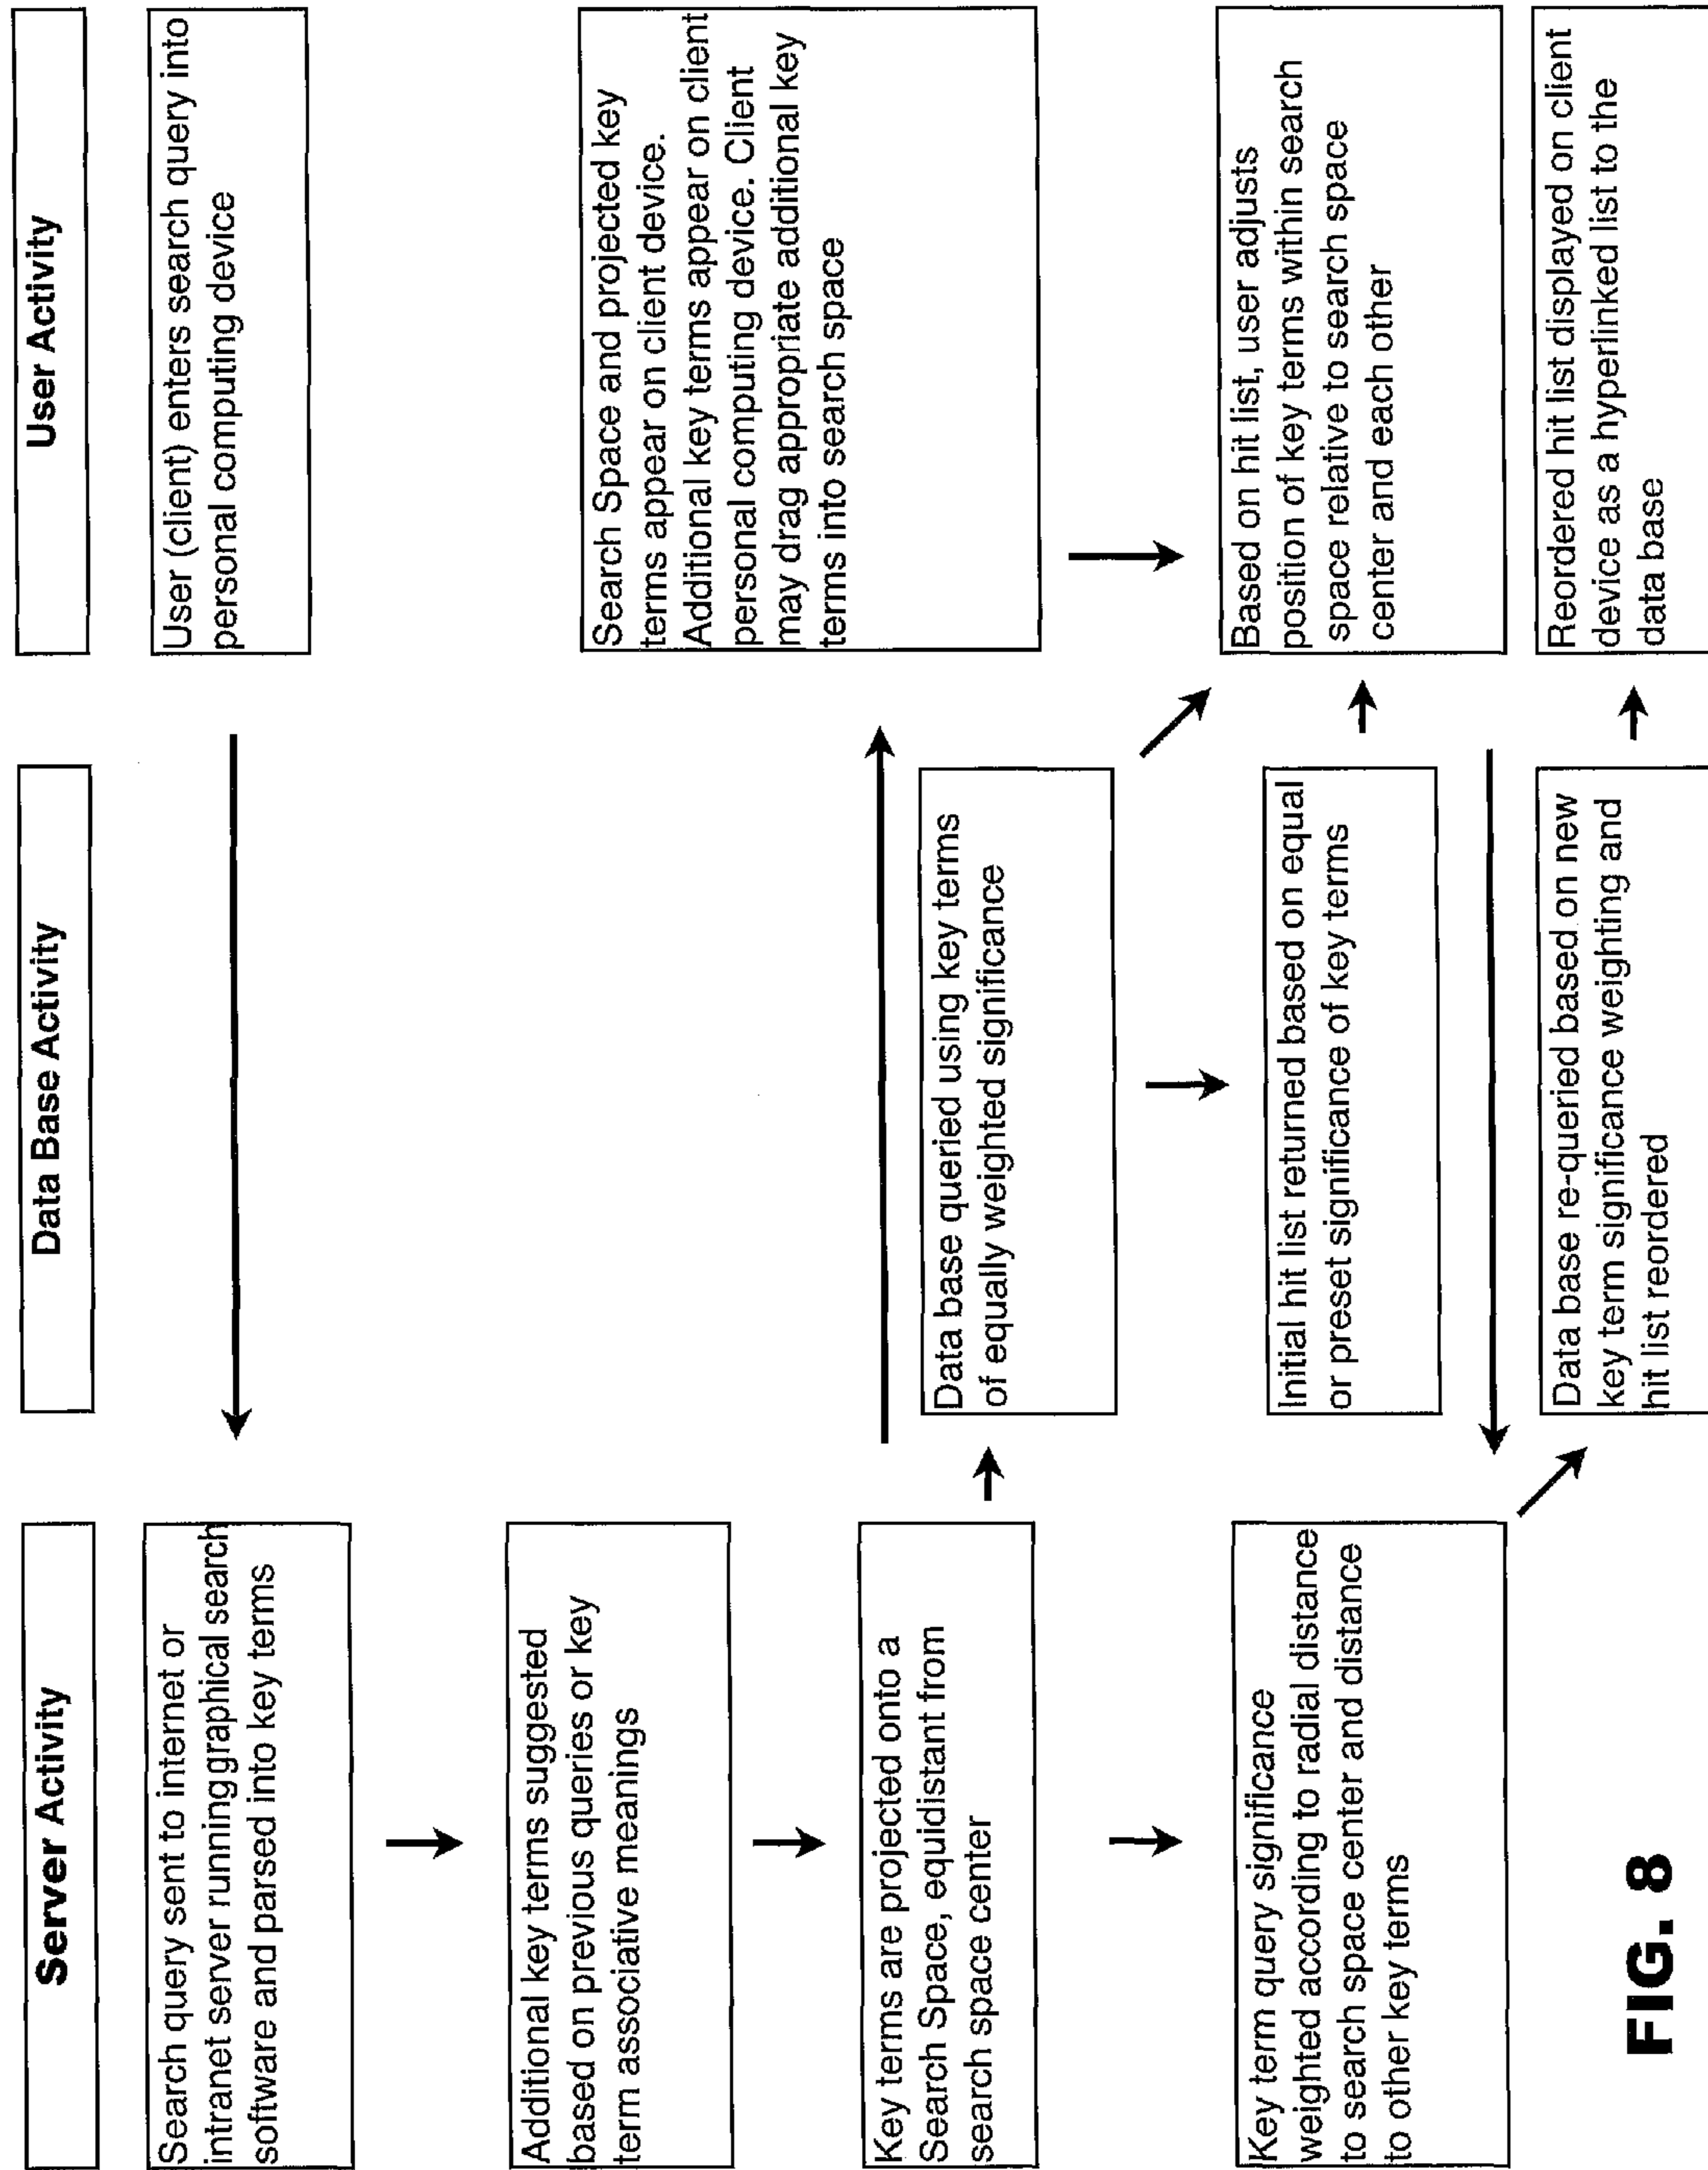 Server Activity
Search query sent to internet or
intranet server running graphical search
software and parsed into key terms
Additional key terms suggested
based on previous queries or key
term associative meanings
Key terms are projected onto a
Search Space, equidistant from
search space center
Key term query significance
weighted according to radial distance
to search space center and distance
to other key terms
Data Base Activity
Data base queried using key terms
of equally weighted significance
Initial hit list returned based on equal
or preset significance of key terms
Data base re-queried based on new
key term significance weighting and
hit list reordered
User Activity
User (client) enters search query into
personal computing device
Search Space and projected key
terms appear on client device.
Additional key terms appear on client
personal computing device. Client
may drag appropriate additional key
terms into search space
Based on hit list, user adjusts
position of key terms within search
space relative to search space
center and each other
Reordered hit list displayed on client
device as a hyperlinked list to the
data base
FIG. 8